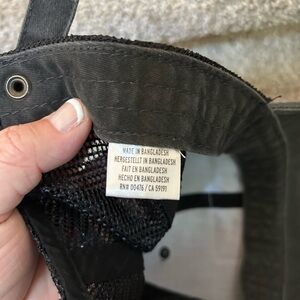 MADE IN BANGLADESH
HERGESTELLT IN BANGLADESH
FAIT EN BANGLADESH
HECHO EN BANGLADESH
RN# 00476 / CA 59191